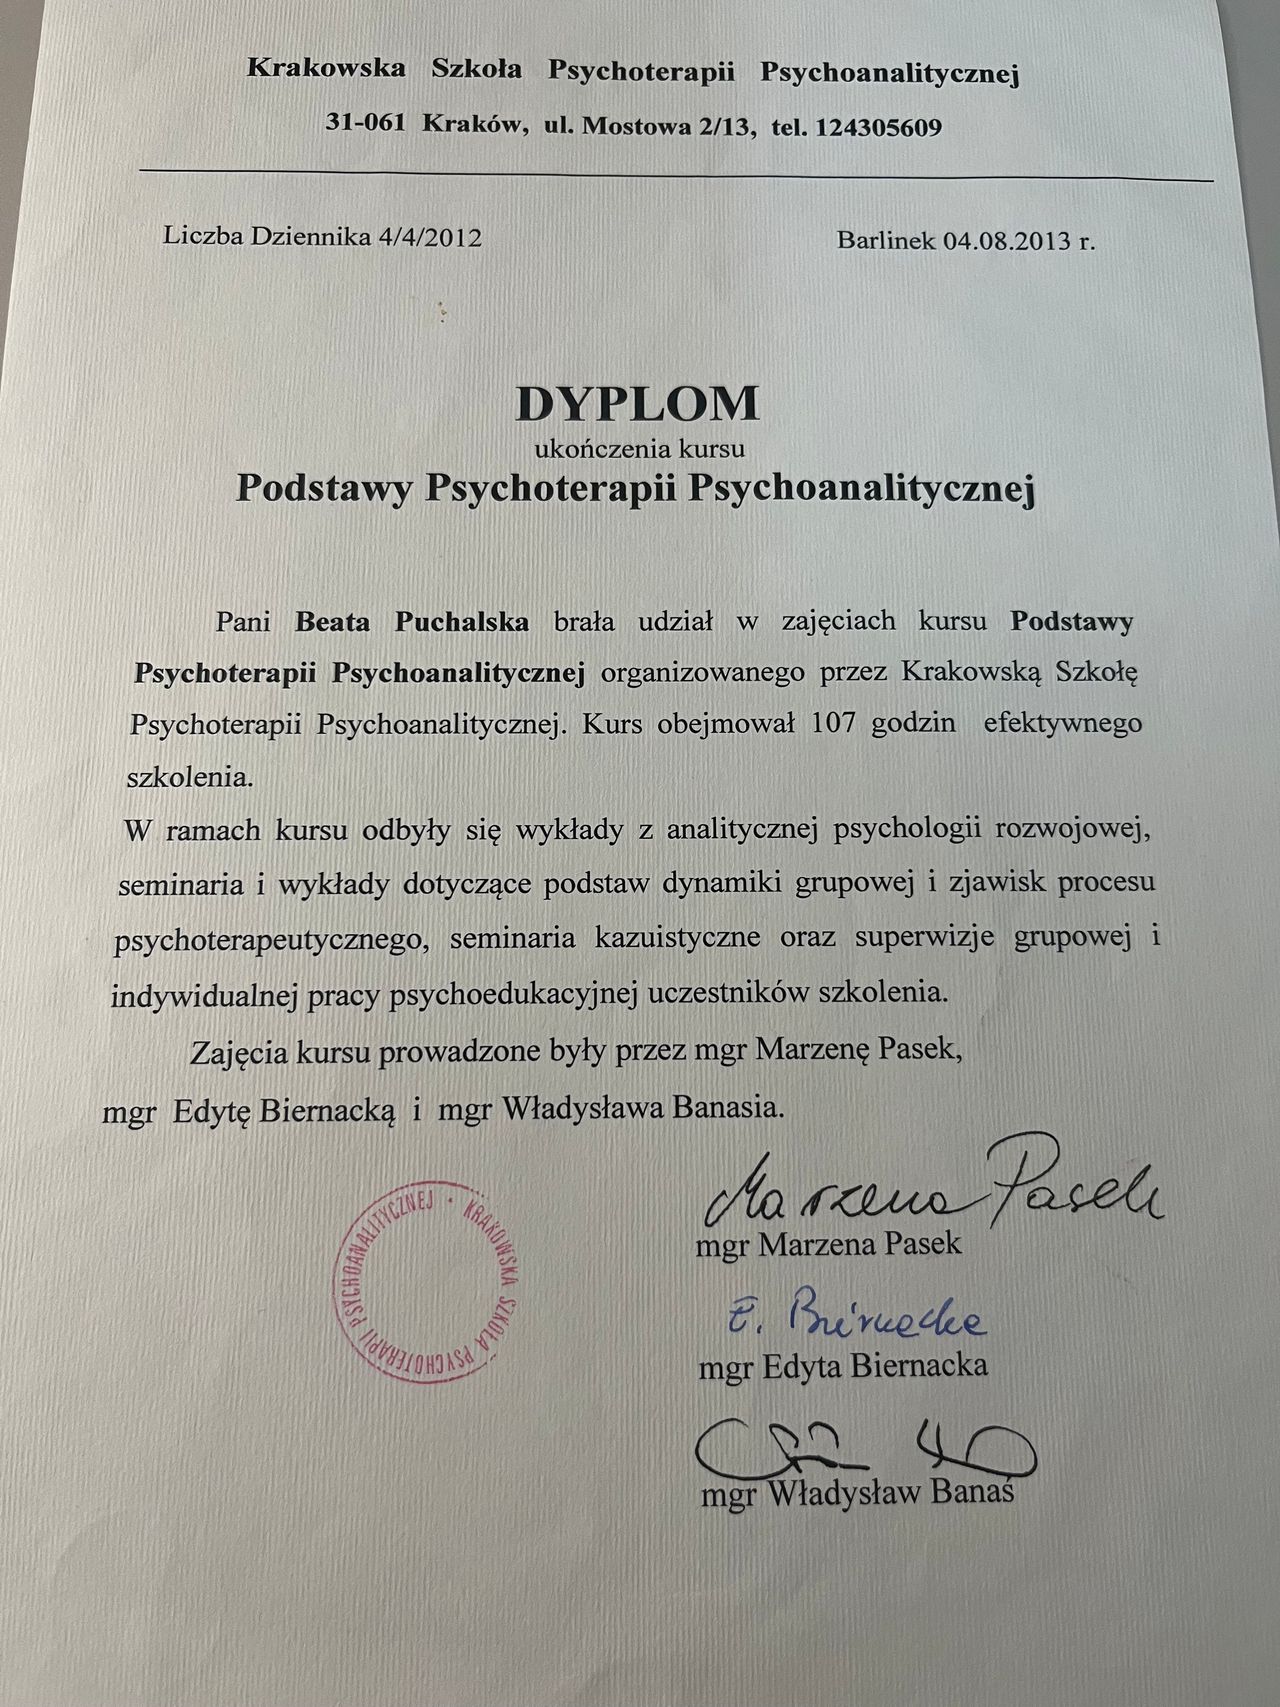 Krakowska Szkoła Psychoterapii Psychoanalitycznej
31-061 Kraków, ul. Mostowa 2/13, tel. 124305609
Liczba Dziennika 4/4/2012
Barlinek 04.08.2013 r.
DYPLOM
ukończenia kursu
Podstawy Psychoterapii Psychoanalitycznej
Pani Beata Puchalska brała udział w zajęciach kursu Podstawy
Psychoterapii Psychoanalitycznej organizowanego przez Krakowską Szkołę
Psychoterapii Psychoanalitycznej. Kurs obejmował 107 godzin efektywnego
szkolenia.
W ramach kursu odbyły się wykłady z analitycznej psychologii rozwojowej,
seminaria i wykłady dotyczące podstaw dynamiki grupowej i zjawisk procesu
psychoterapeutycznego, seminaria kazuistyczne oraz superwizje grupowej i
indywidualnej pracy psychoedukacyjnej uczestników szkolenia.
Zajęcia kursu prowadzone były przez mgr Marzenę Pasek,
mgr Edytę Biernacką i mgr Władysława Banasia.
Marzena Pasek
mgr Marzena Pasek
E. Biernacka
mgr Edyta Biernacka
mgr Władysław Banaś
KRAKOWSKA SZKOŁA PSYCHOTERAPII PSYCHOANALITYCZNEJ